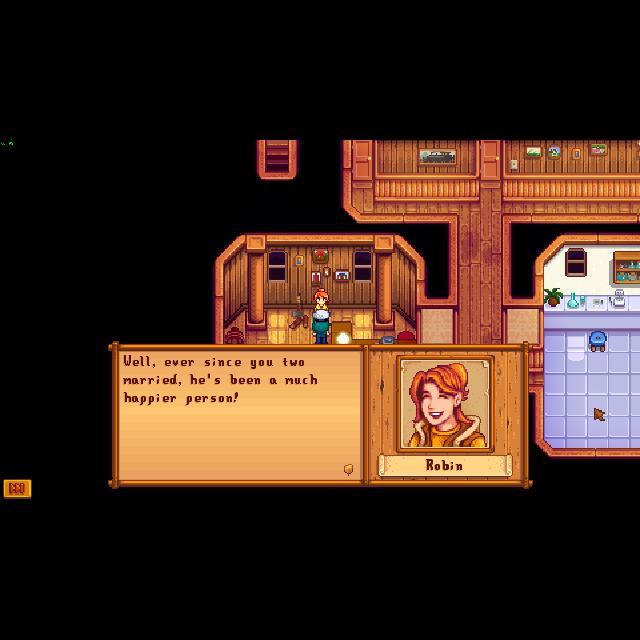 Well, ever since you two
married, he's been a much
happier person!
Robin